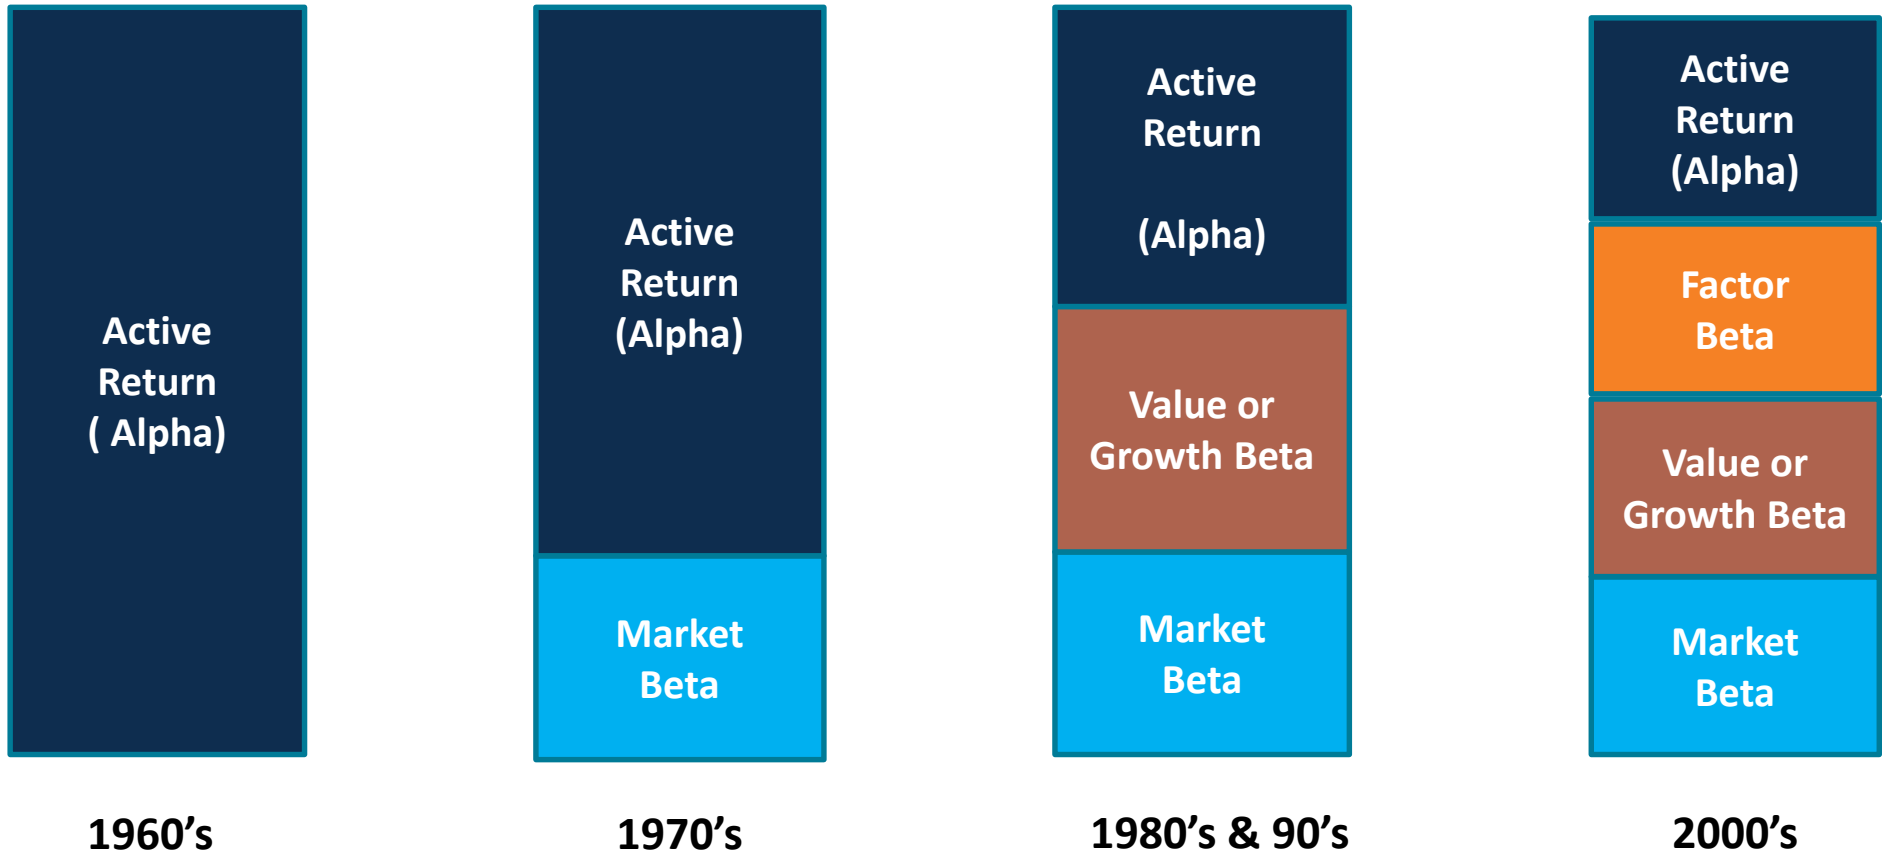 Active
Return
( Alpha)
1960’s
Active
Return
(Alpha)
Market
Beta
1970’s
Active
Return
(Alpha)
Value or
Growth Beta
Market
Beta
1980’s & 90’s
Active
Return
(Alpha)
Factor
Beta
Value or
Growth Beta
Market
Beta
2000’s